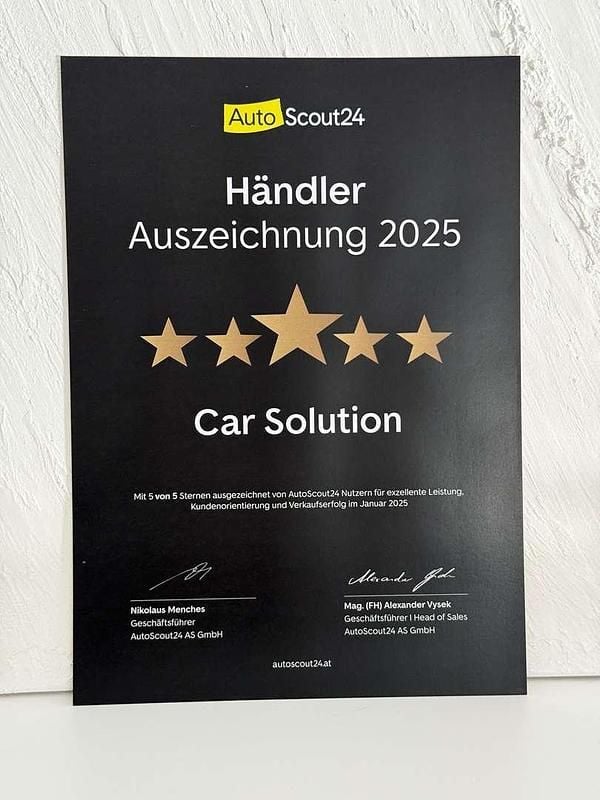 Auto Scout24
Händler
Auszeichnung 2025
Car Solution
Mit 5 von 5 Sternen ausgezeichnet von AutoScout24 Nutzern für exzellente Leistung,
Kundenorientierung und Verkaufserfolg im Januar 2025
Nikolaus Menches
Geschäftsführer
AutoScout24 AS GmbH
Mag. (FH) Alexander Vysek
Geschäftsführer I Head of Sales
AutoScout24 AS GmbH
autoscout24.at